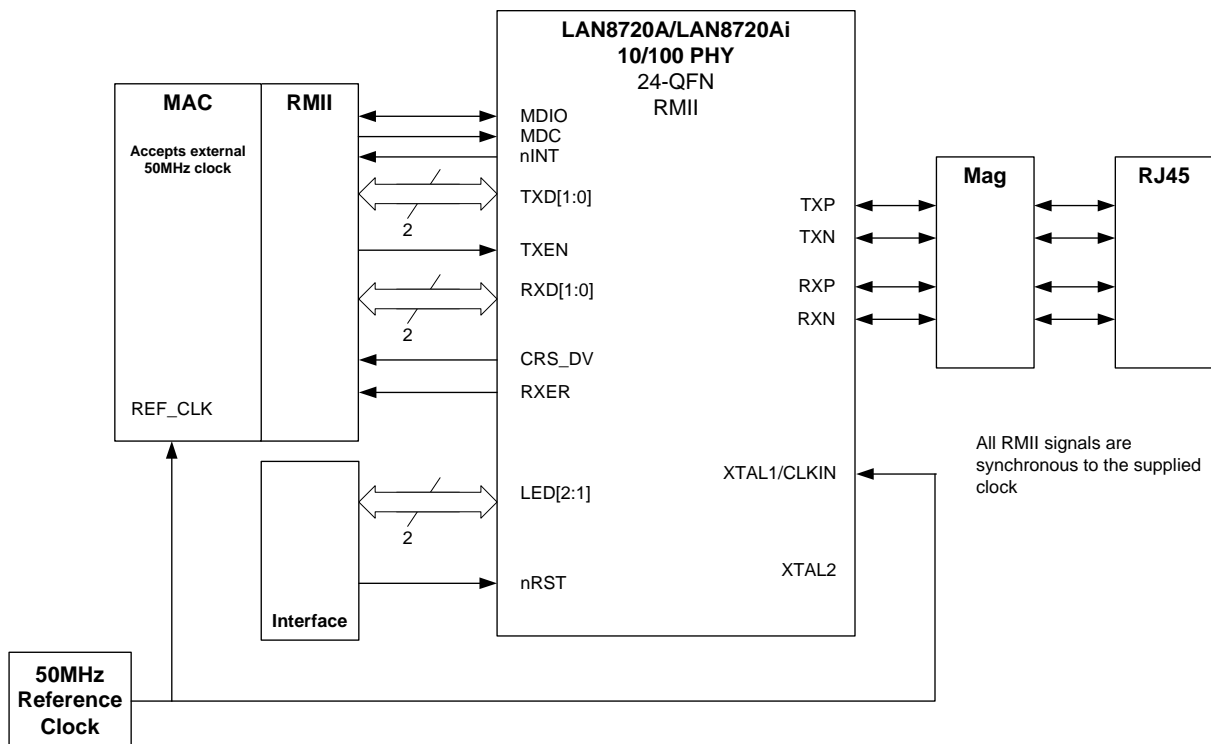 LAN8720A/LAN8720Ai
10/100 PHY
24-QFN
RMII
MAC
RMII
Accepts external
50MHz clock
MDIO
MDC
nINT
TXD[1:0]
2
TXEN
RXD[1:0]
2
CRS_DV
RXER
REF_CLK
TXP
TXN
RXP
RXN
Mag
RJ45
All RMII signals are
synchronous to the supplied
clock
XTAL1/CLKIN
XTAL2
LED[2:1]
2
nRST
Interface
50MHz
Reference
Clock